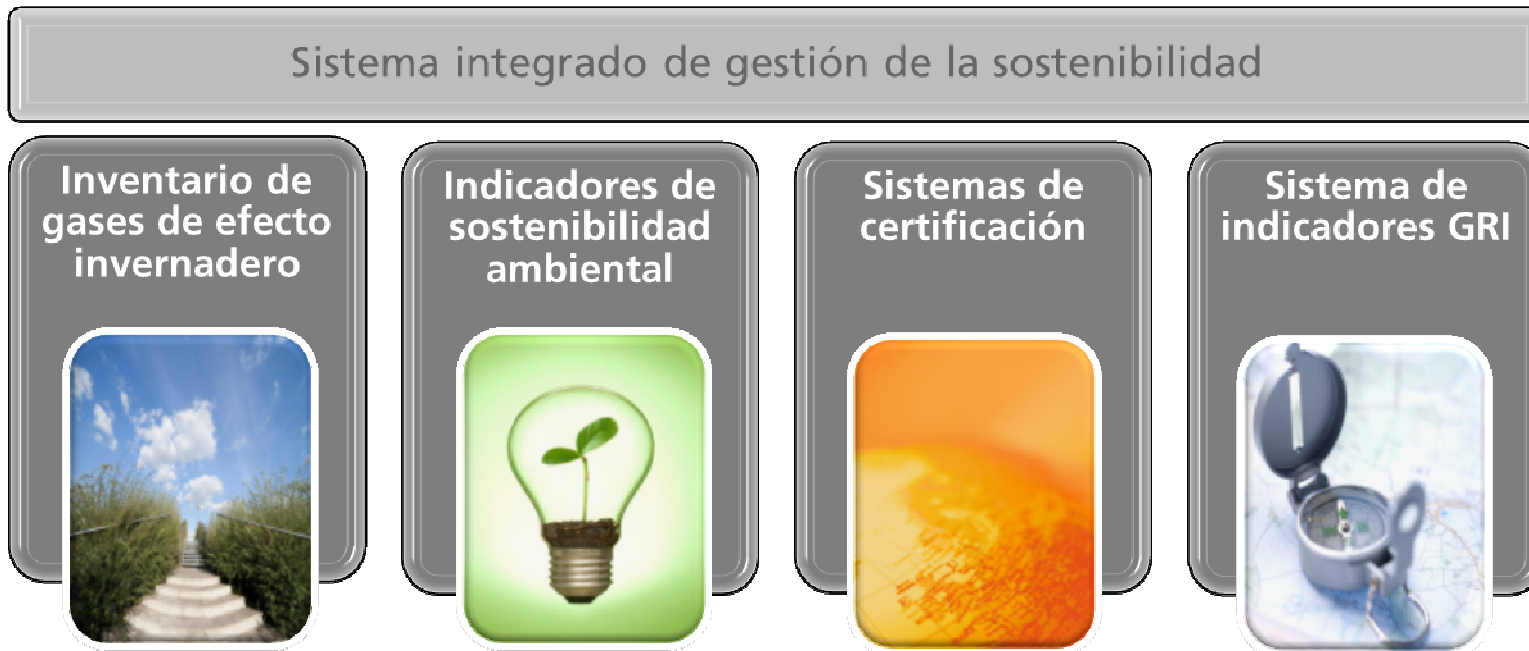 Sistema integrado de gestión de la sostenibilidad
Inventario de
gases de efecto
invernadero
Indicadores de
sostenibilidad
ambiental
Sistemas de
certificación
Sistema de
indicadores GRI